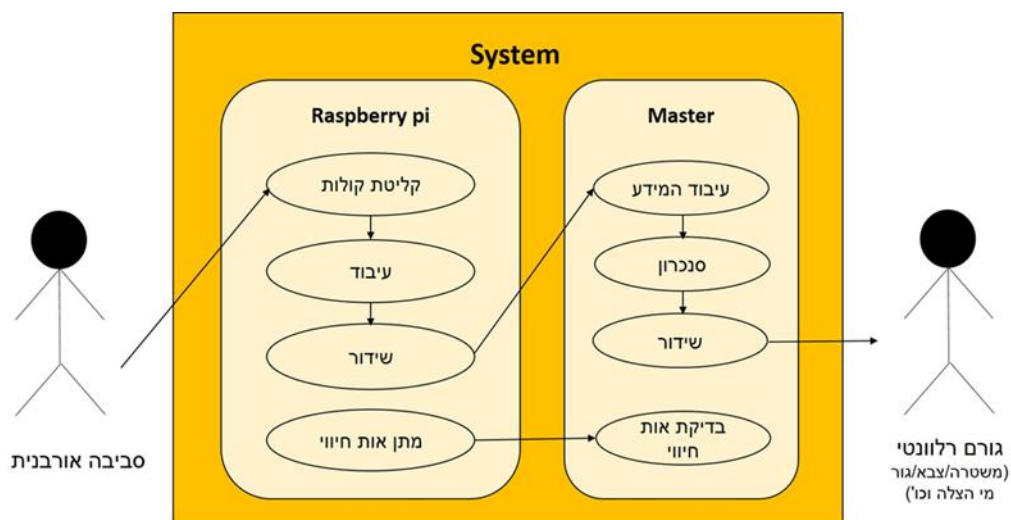 System
Raspberry pi
קליטת קולות
עיבוד
שידור
מתן אות חיווי
Master
עיבוד המידע
סנכרון
שידור
בדיקת אות
חיווי
סביבה אורבנית
גורם רלוונטי
(משטרה/צבא/גור
מי הצלה וכו')